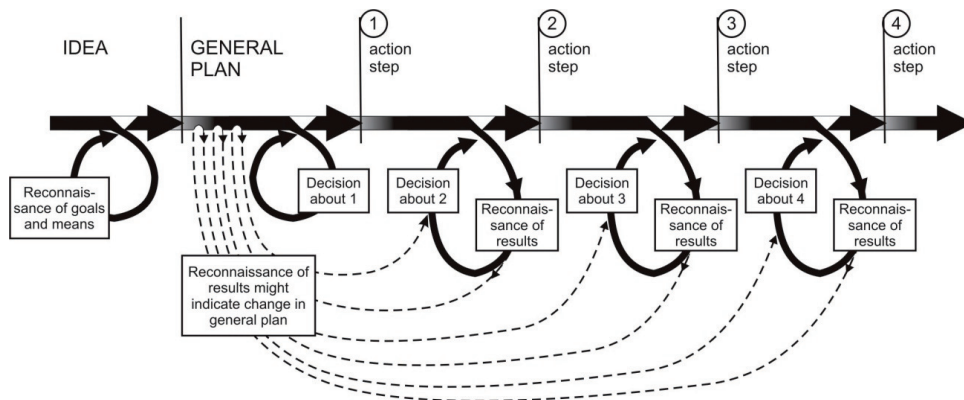 IDEA
GENERAL
PLAN
1
action
step
2
action
step
3
action
step
4
action
step
Reconnais-
sance of goals
and means
Decision
about 1
Decision
about 2
Reconnais-
sance of
results
Decision
about 3
Reconnais-
sance of
results
Decision
about 4
Reconnais-
sance of
results
Reconnaissance of
results might
indicate change in
general plan